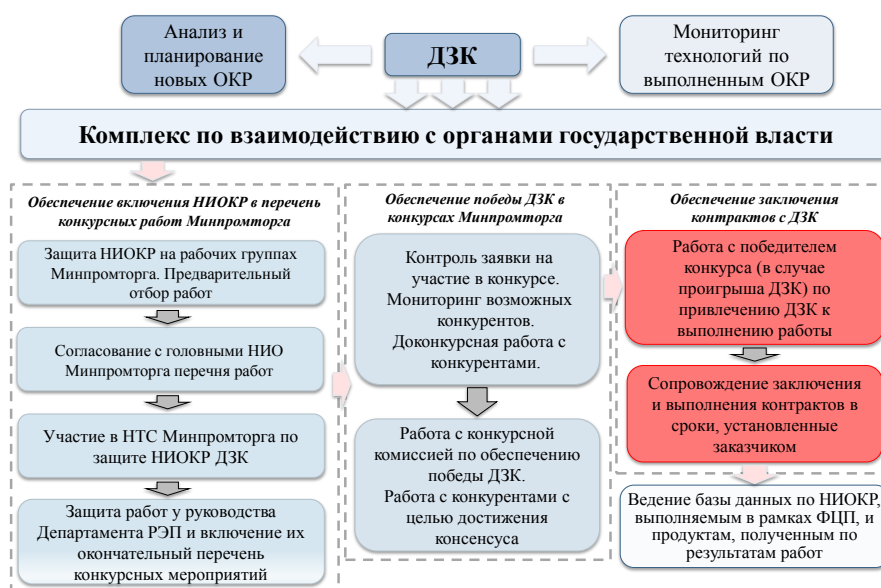 Анализ и
планирование
новых ОКР
ДЗК
Мониторинг
технологий по
выполненным ОКР
Комплекс по взаимодействию с органами государственной власти
Обеспечение включения НИОКР в перечень
конкурсных работ Минпромторга
Защита НИОКР на рабочих группах
Минпромторга. Предварительный
отбор работ
Согласование с головными НИО
Минпромторга перечня работ
Участие в НТС Минпромторга по
защите НИОКР ДЗК
Защита работ у руководства
Департамента РЭП и включение их
окончательный перечень
конкурсных мероприятий
Обеспечение победы ДЗК в
конкурсах Минпромторга
Контроль заявки на
участие в конкурсе.
Мониторинг возможных
конкурентов.
Доконкурсная работа с
конкурентами.
Работа с конкурсной
комиссией по обеспечению
победы ДЗК.
Работа с конкурентами с
целью достижения
консенсуса
Обеспечение заключения
контрактов с ДЗК
Работа с победителем
конкурса (в случае
проигрыша ДЗК) по
привлечению ДЗК к
выполнению работы
Сопровождение заключения
и выполнения контрактов в
сроки, установленные
заказчиком
Ведение базы данных по НИОКР,
выполняемым в рамках ФЦП, и
продуктам, полученным по
результатам работ